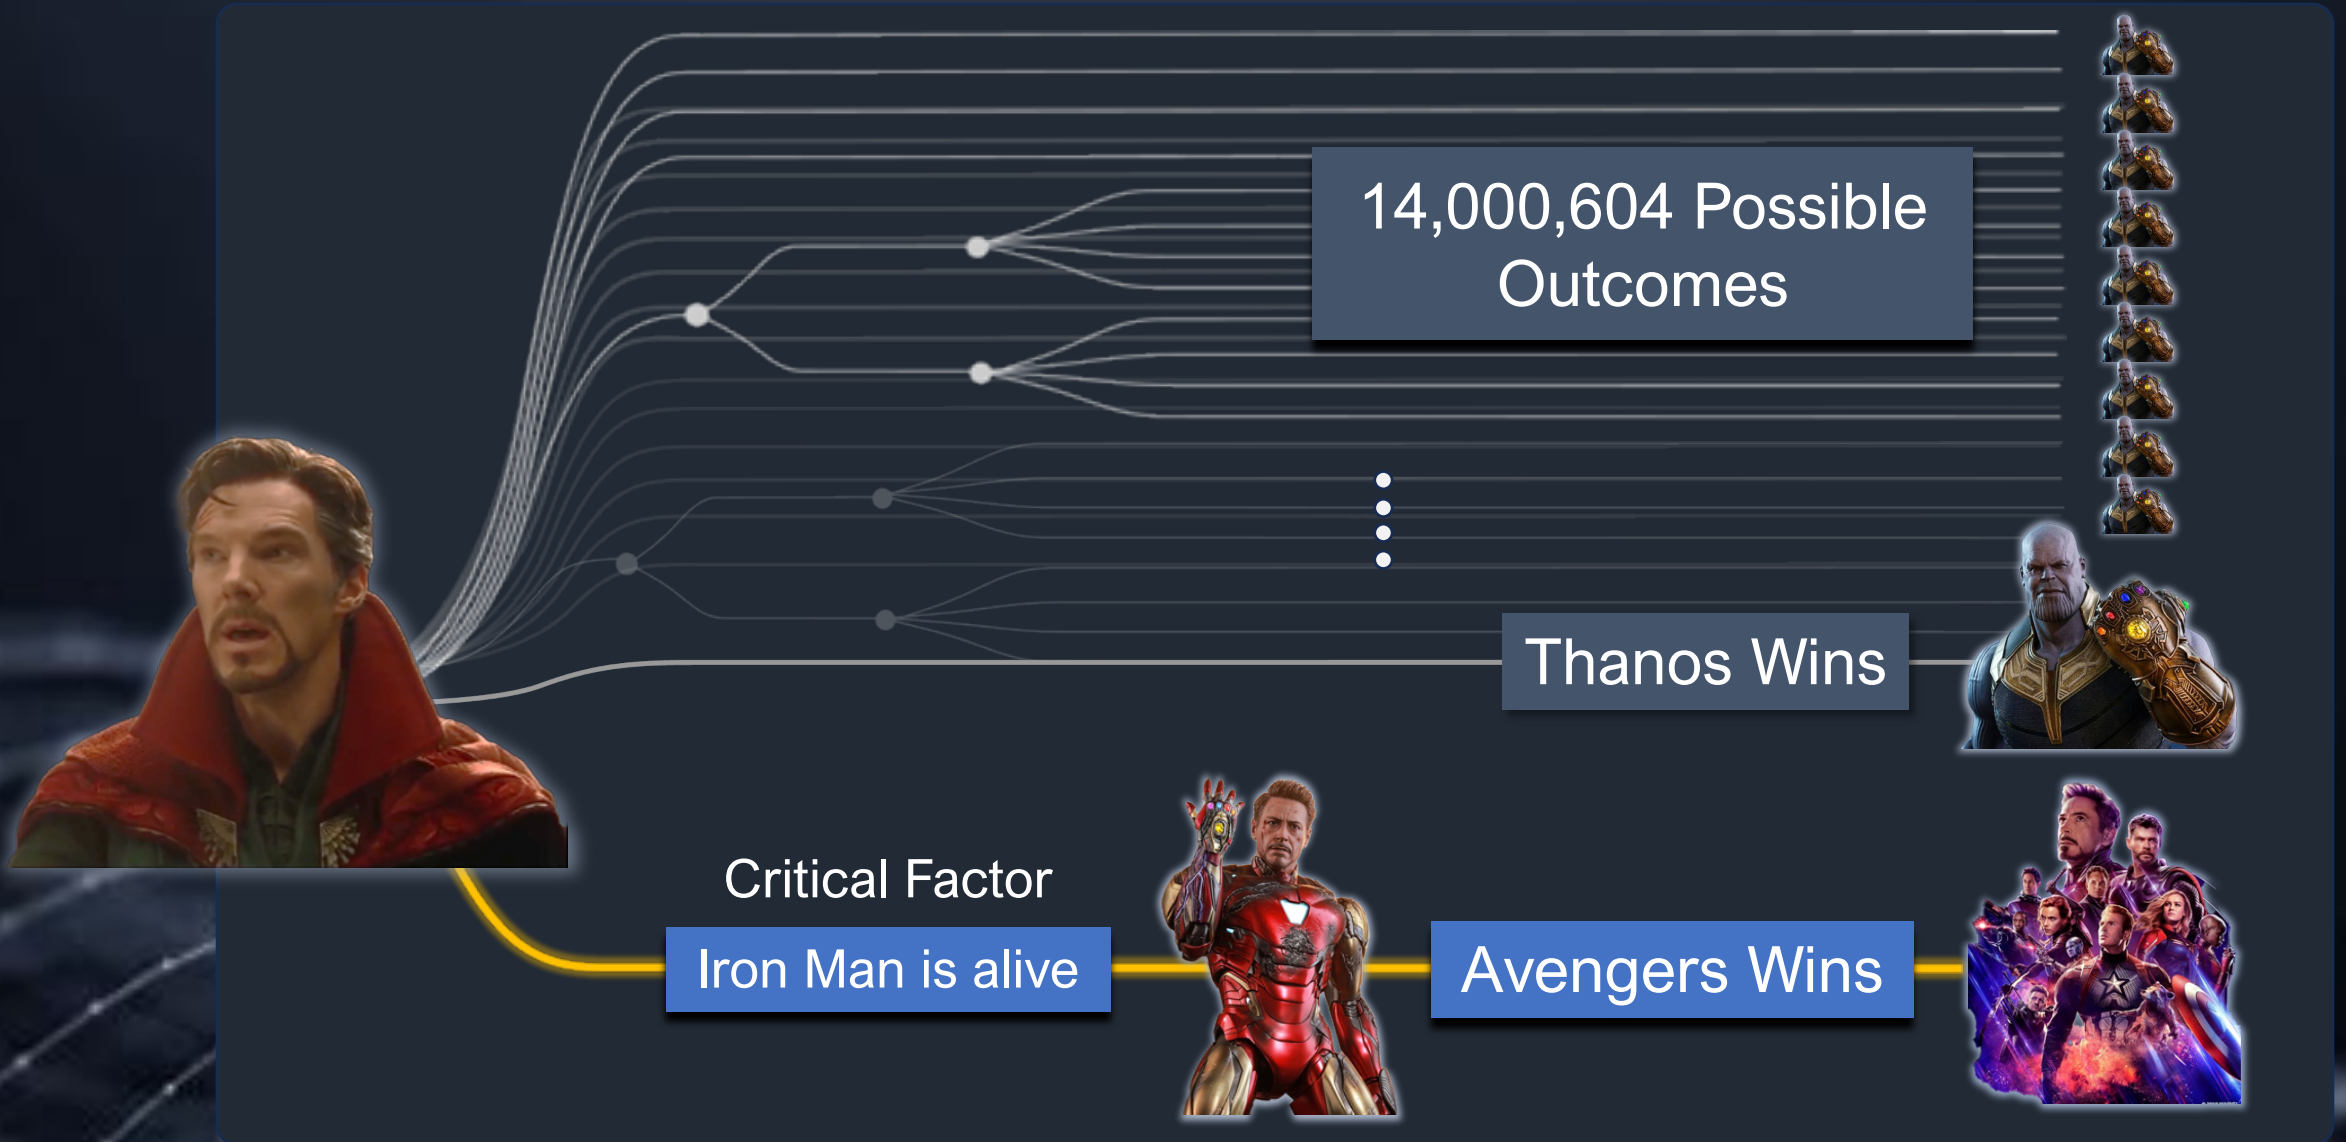 14,000,604 Possible
Outcomes
Thanos Wins
Critical Factor
Iron Man is alive
Avengers Wins